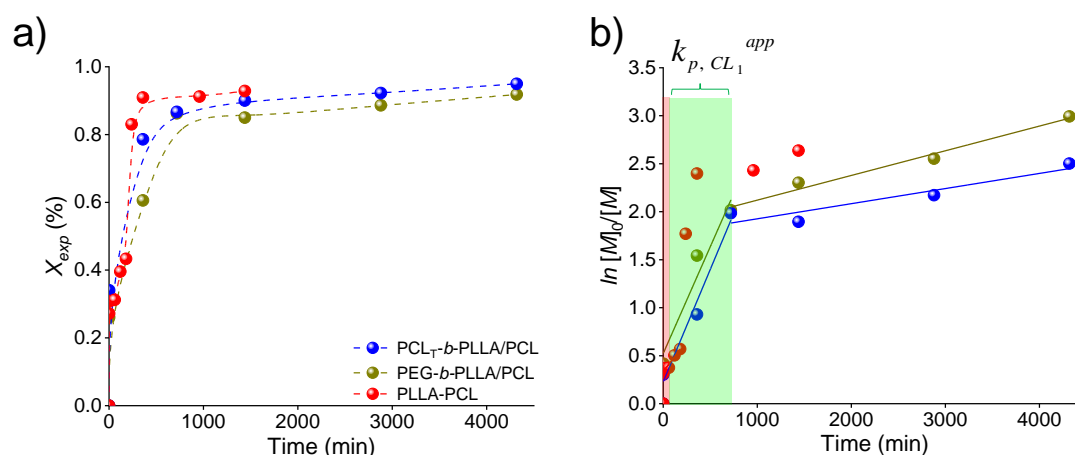 a)
1.0
0.8
0.6
0.4
0.2
0.0
X_exp (%)
0 1000 2000 3000 4000
Time (min)
PCL_T-b-PLLA/PCL
PEG-b-PLLA/PCL
PLLA-PCL
b)
k_{p, CL_1}^{app}
3.5
3.0
2.5
2.0
1.5
1.0
0.5
0.0
ln [M]_0/[M]
0 1000 2000 3000 4000
Time (min)